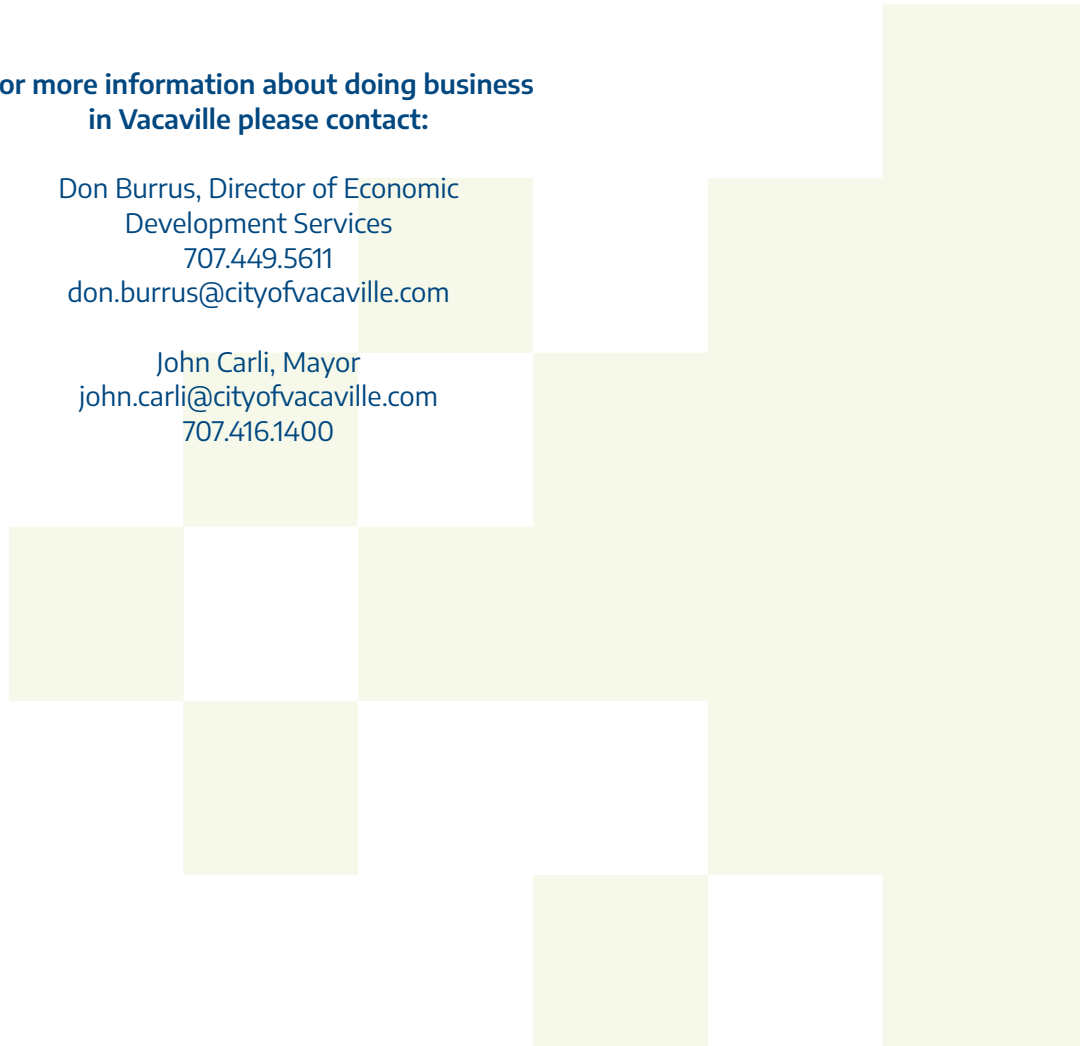 or more information about doing business
in Vacaville please contact:
Don Burrus, Director of Economic
Development Services
707.449.5611
don.burrus@cityofvacaville.com
John Carli, Mayor
john.carli@cityofvacaville.com
707.416.1400